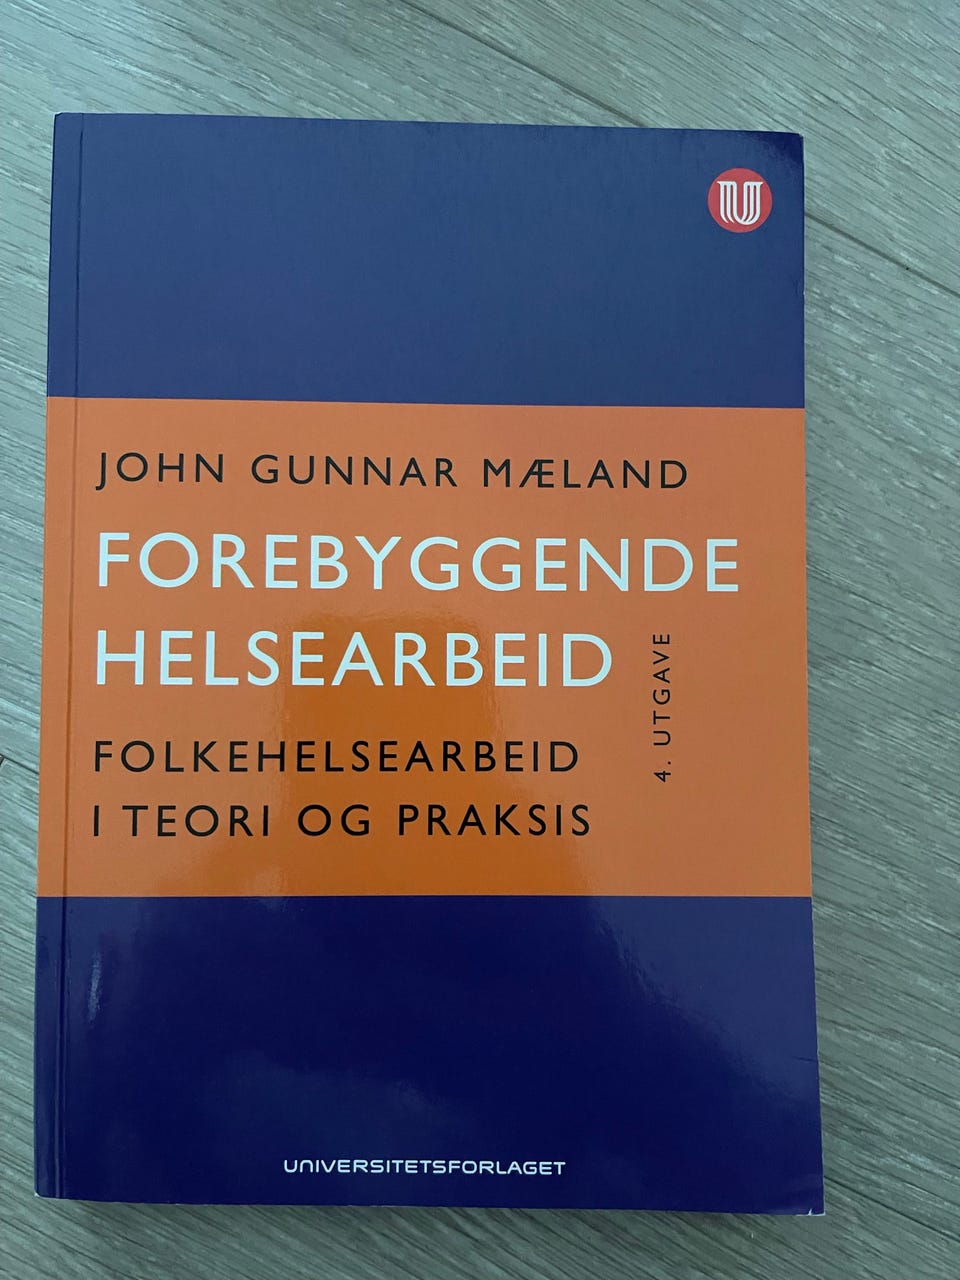 U
JOHN GUNNAR MÆLAND
FOREBYGGENDE
HELSEARBEID
4. UTGAVE
FOLKEHELSEARBEID
I TEORI OG PRAKSIS
UNIVERSITETSFORLAGET